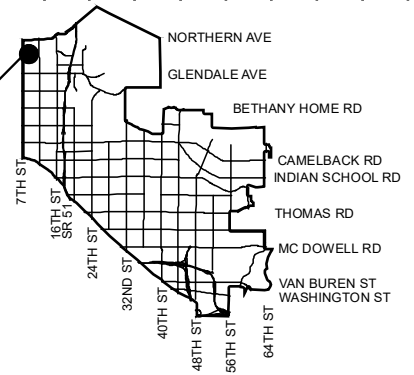 NORTHERN AVE
GLENDALE AVE
BETHANY HOME RD
CAMELBACK RD
INDIAN SCHOOL RD
THOMAS RD
MC DOWELL RD
VAN BUREN ST
WASHINGTON ST
7TH ST
16TH ST
SR 51
24TH ST
32ND ST
40TH ST
48TH ST
56TH ST
64TH ST